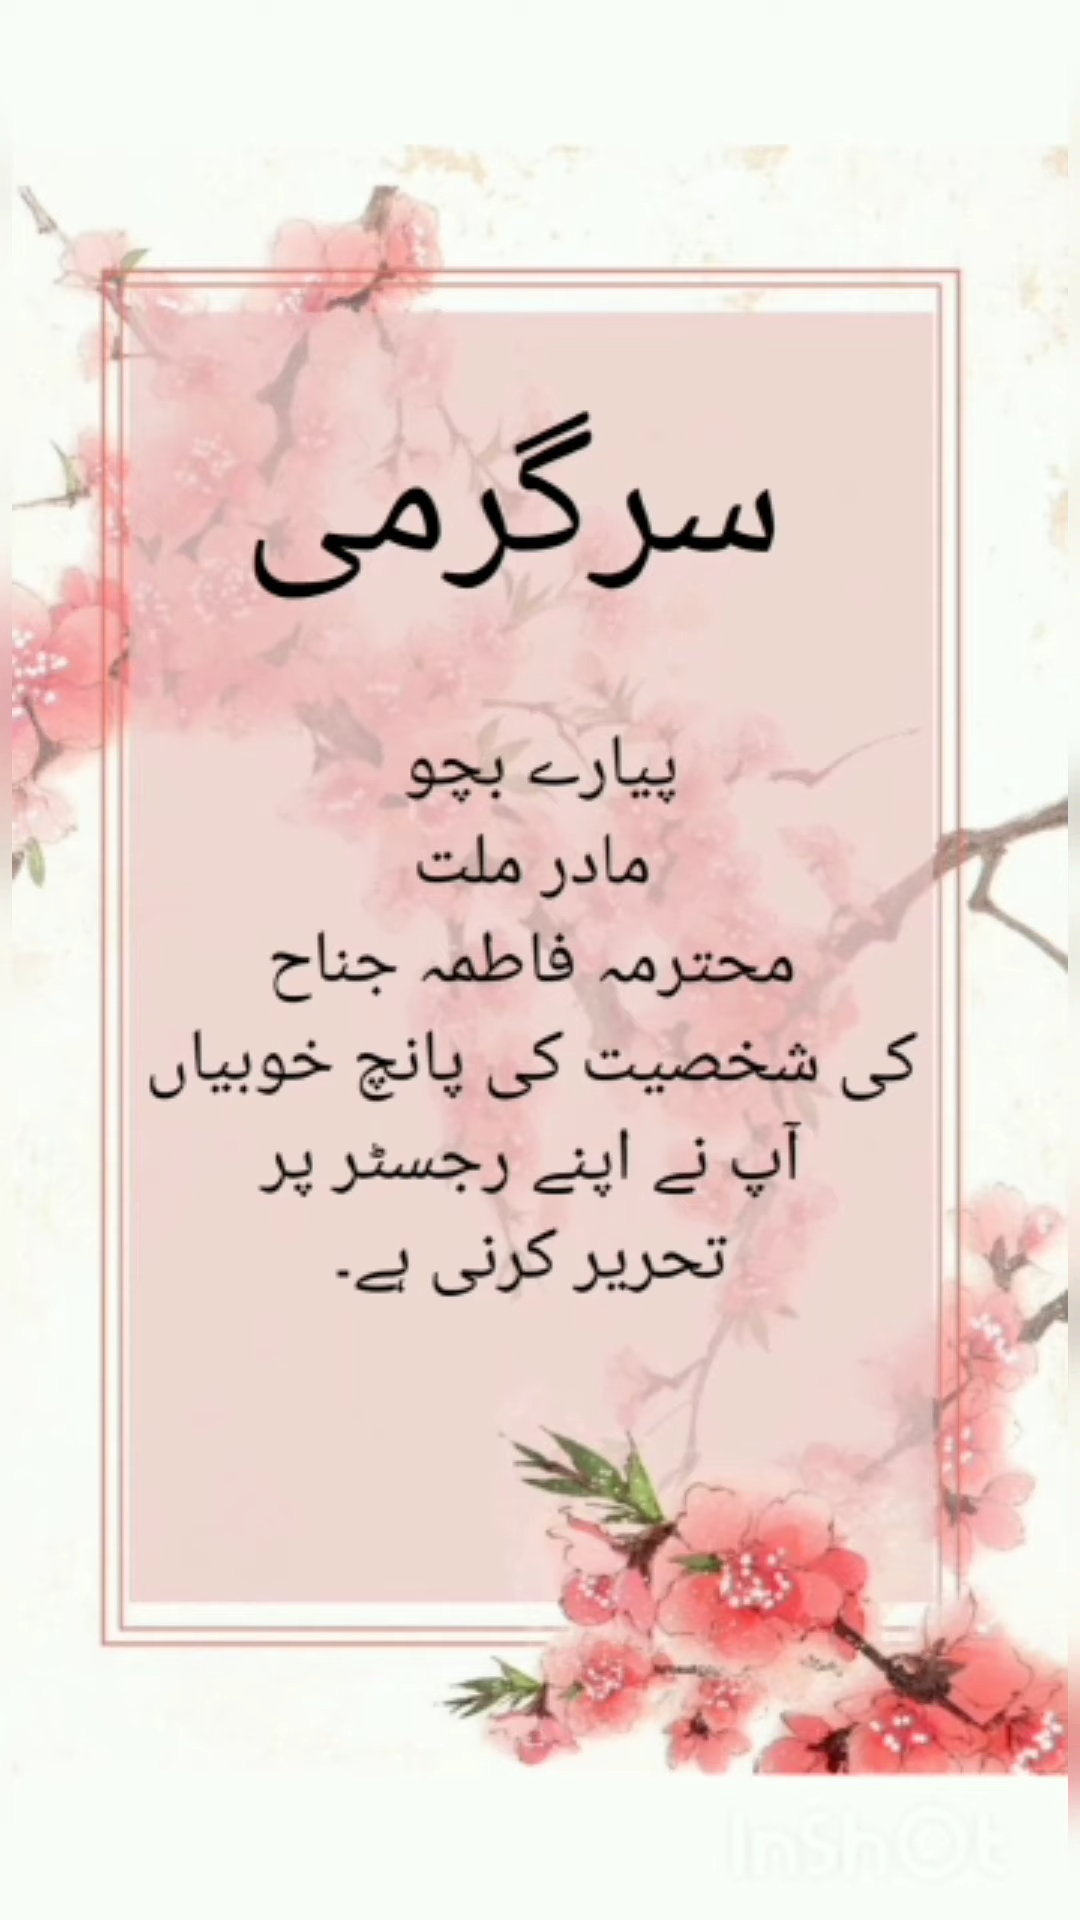 سرگرمی
پیارے بچو
مادر ملت
محترمہ فاطمہ جناح
کی شخصیت کی پانچ خوبیاں
آپ نے اپنے رجسٹر پر
تحریر کرنی ہے۔
InShOt